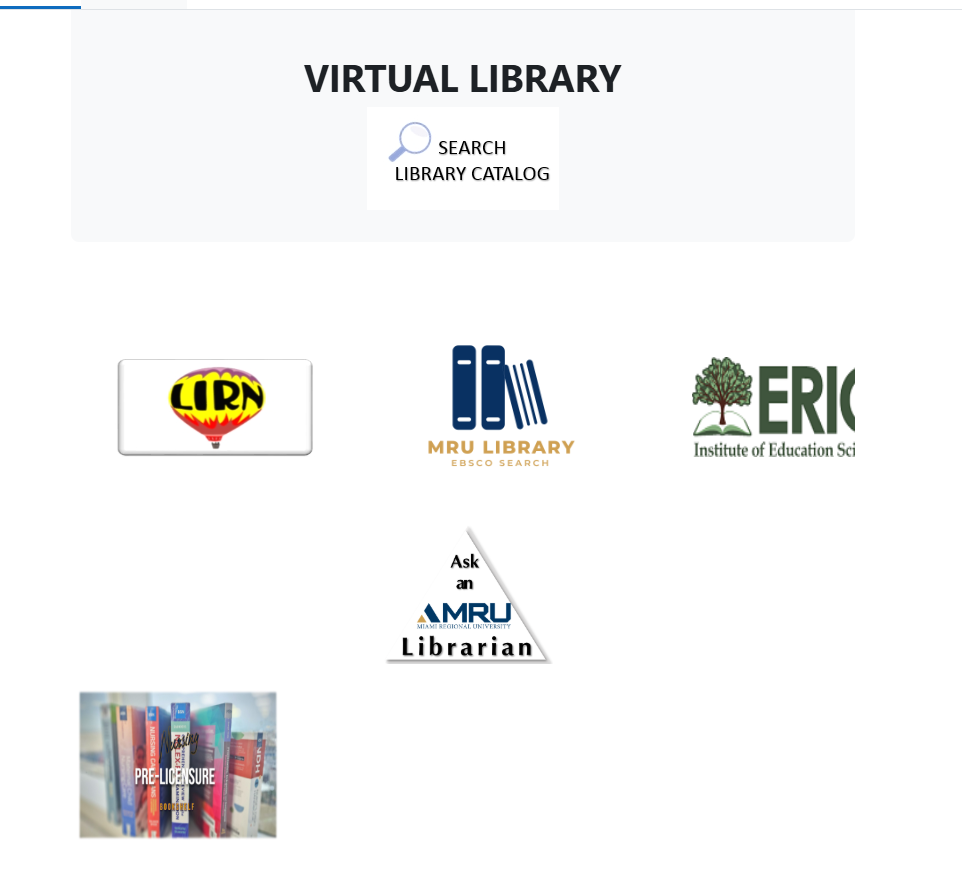 VIRTUAL LIBRARY
SEARCH
LIBRARY CATALOG
LIRN
MRU LIBRARY
EBSCO SEARCH
ERIC
Institute of Education Sci
Ask
an
MRU
MIAMI REGIONAL UNIVERSITY
Librarian
Nursing
PRE-LICENSURE
BOOKSHELF